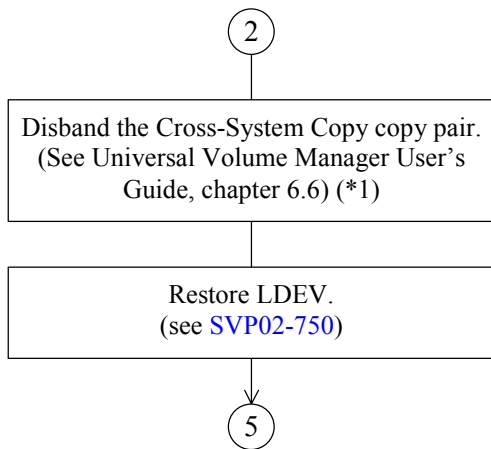 2
Disband the Cross-System Copy copy pair.
(See Universal Volume Manager User's
Guide, chapter 6.6) (*1)
Restore LDEV.
(see SVP02-750)
5